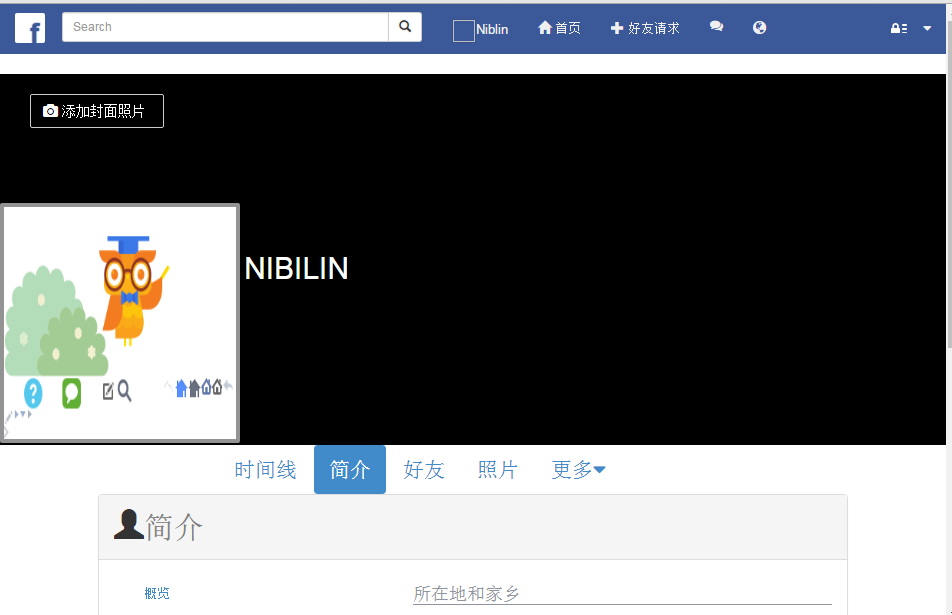 f Search Niblin 首页 好友请求
添加封面照片
NIBILIN
?
时间线 简介 好友 照片 更多
简介
概览 所在地和家乡